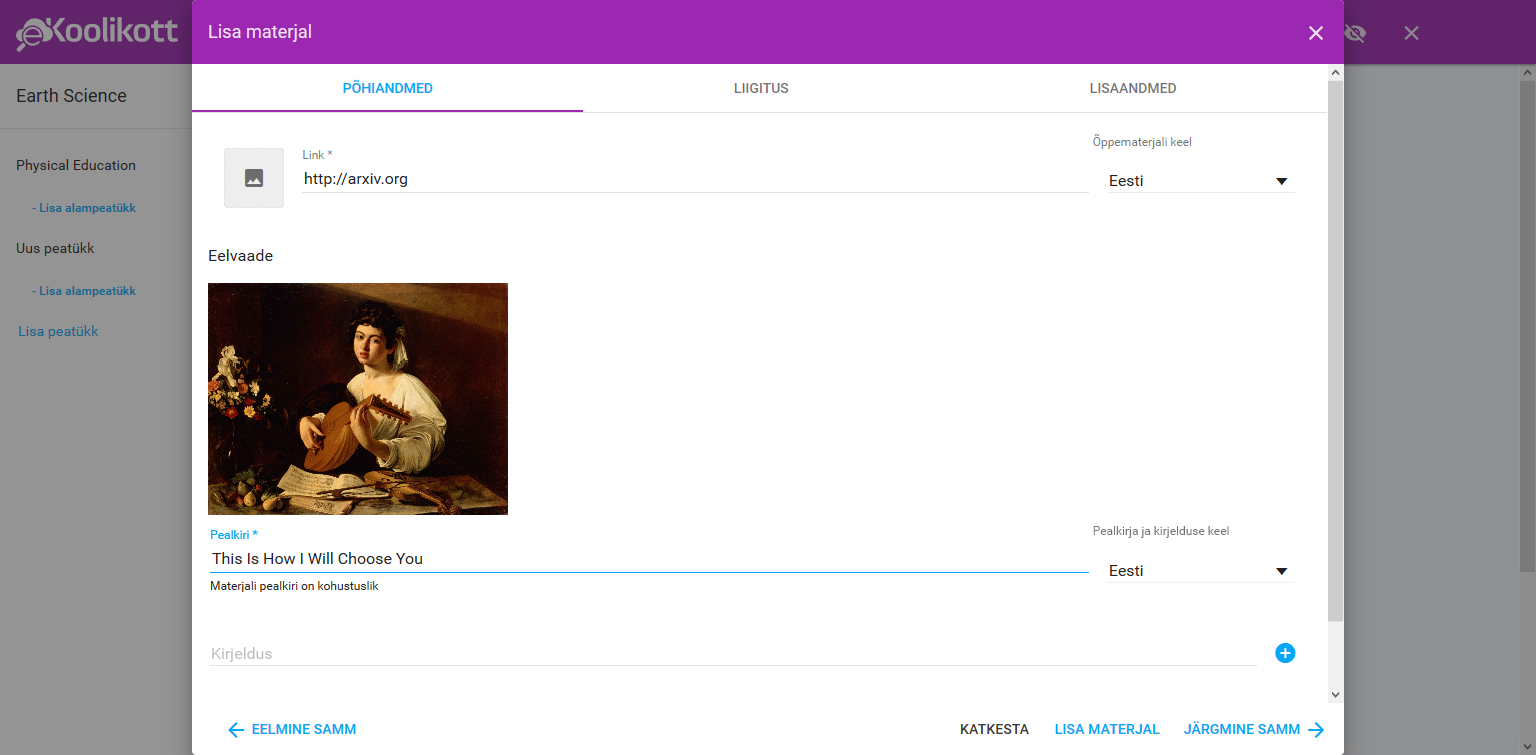 eKoolikott
Lisa materjal
Earth Science
Physical Education
- Lisa alampeatükk
Uus peatükk
- Lisa alampeatükk
Lisa peatükk
PÕHIANDMED
LIIGITUS
LISAANDMED
Link *
http://arxiv.org
Õppematerjali keel
Eesti
Eelvaade
Pealkiri *
This Is How I Will Choose You
Materjali pealkiri on kohustuslik
Pealkirja ja kirjelduse keel
Eesti
Kirjeldus
EELMINE SAMM
KATKESTA
LISA MATERJAL
JÄRGMINE SAMM